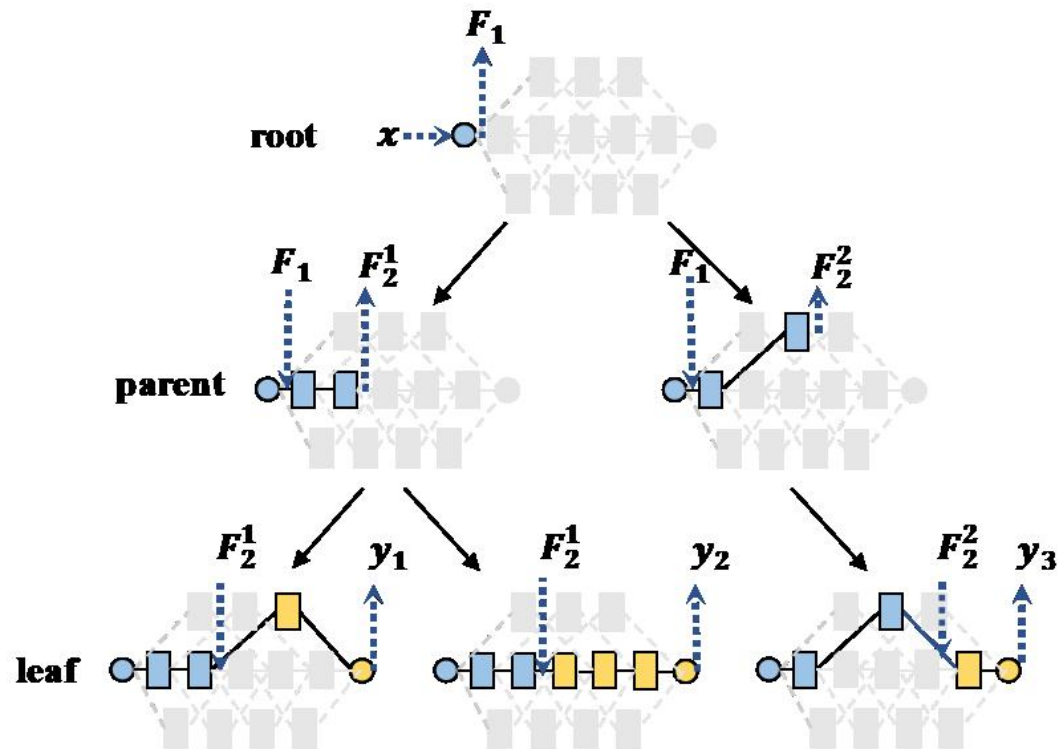 F₁
root x
F₁ F₂¹ F₁ F₂²
parent
F₂¹ y₁ F₂¹ y₂ F₂² y₃
leaf